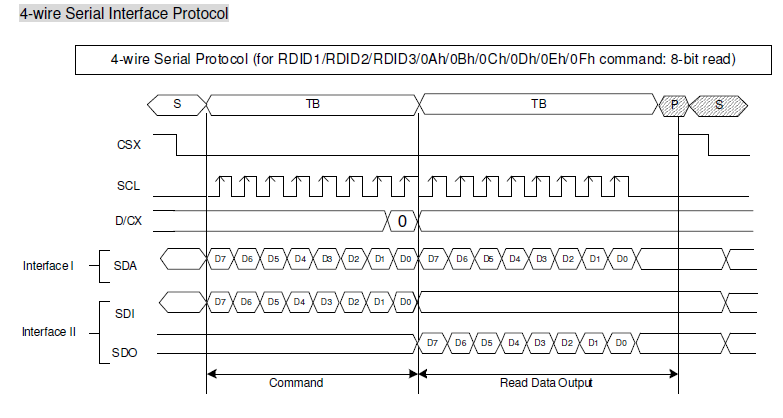 4-wire Serial Interface Protocol
4-wire Serial Protocol (for RDID1/RDID2/RDID3/0Ah/0Bh/0Ch/0Dh/0Eh/0Fh command: 8-bit read)
S TB TB P S
CSX
SCL
D/CX 0
Interface I SDA D7 D6 D5 D4 D3 D2 D1 D0 D7 D6 D5 D4 D3 D2 D1 D0
SDI D7 D6 D5 D4 D3 D2 D1 D0
Interface II
SDO D7 D6 D5 D4 D3 D2 D1 D0
Command Read Data Output